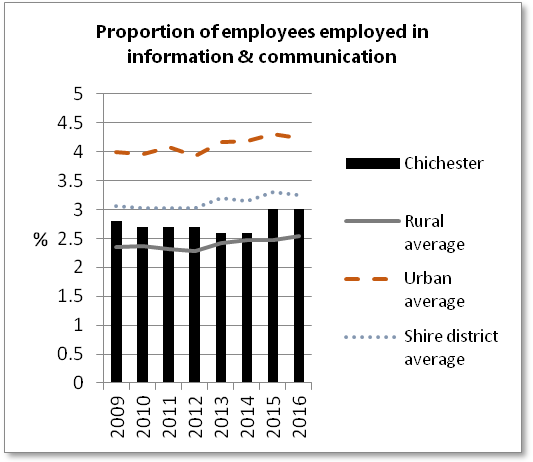 Proportion of employees employed in
information & communication
5
4.5
4
3.5
3
2.5
2
1.5
1
0.5
0
%
2009
2010
2011
2012
2013
2014
2015
2016
Chichester
Rural
average
Urban
average
Shire district
average